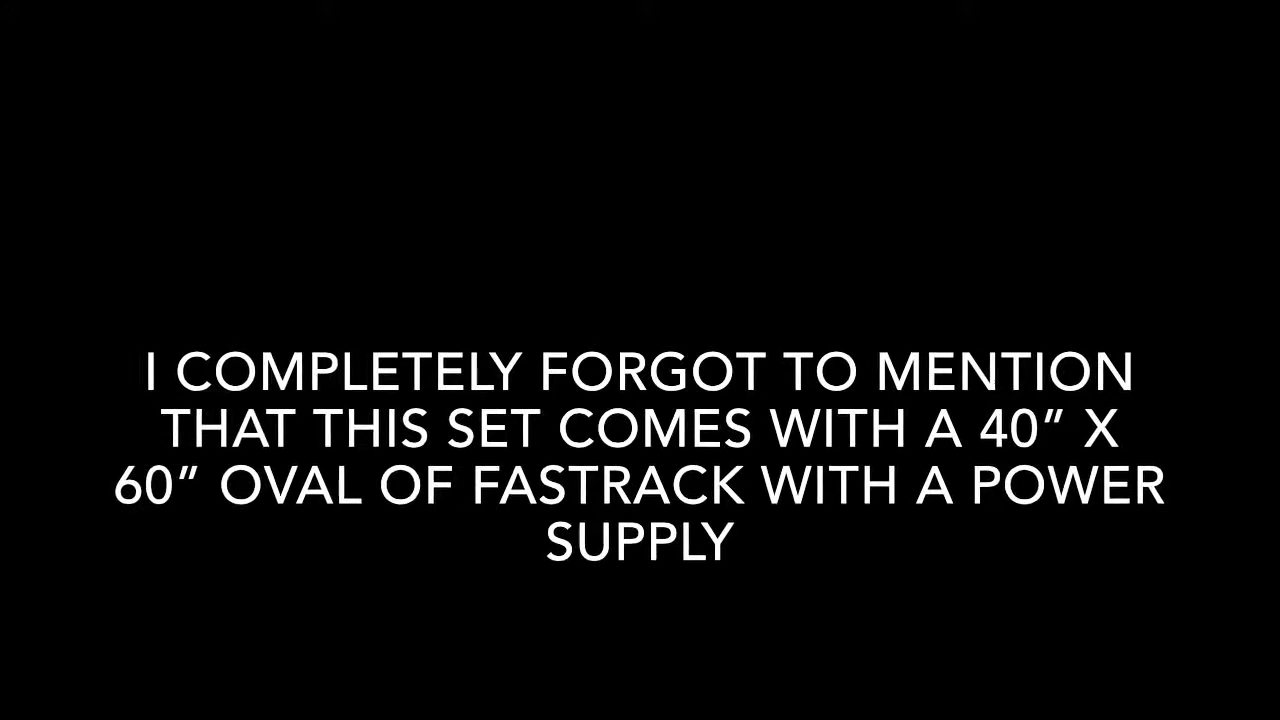 I COMPLETELY FORGOT TO MENTION
THAT THIS SET COMES WITH A 40” X
60” OVAL OF FASTRACK WITH A POWER
SUPPLY